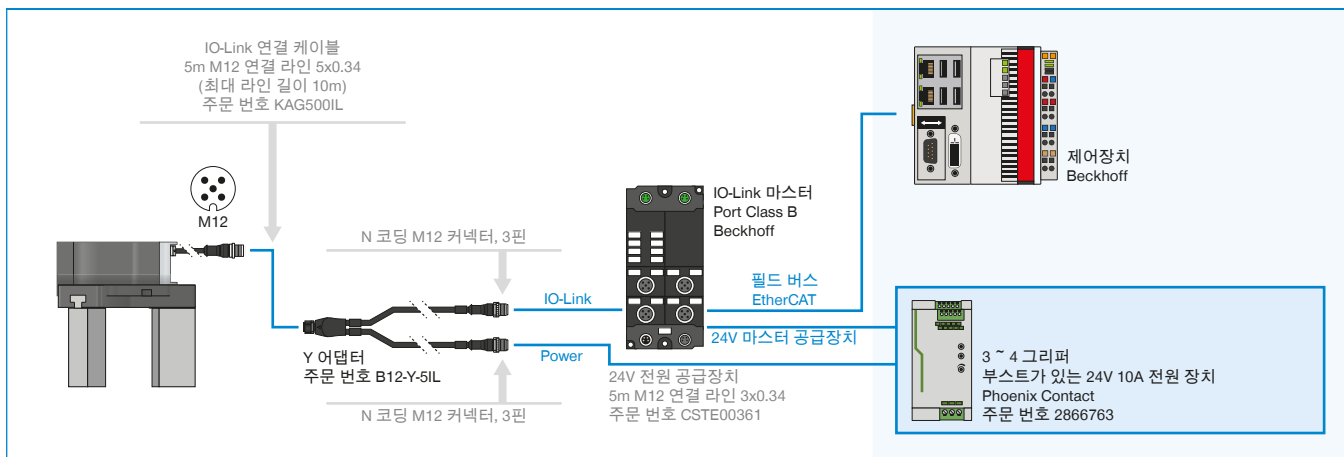 IO-Link 연결 케이블
5m M12 연결 라인 5x0.34
(최대 라인 길이 10m)
주문 번호 KAG500IL
M12
N 코딩 M12 커넥터, 3핀
IO-Link
Y 어댑터
주문 번호 B12-Y-5IL
Power
N 코딩 M12 커넥터, 3핀
IO-Link 마스터
Port Class B
Beckhoff
필드 버스
EtherCAT
24V 마스터 공급장치
24V 전원 공급장치
5m M12 연결 라인 3x0.34
주문 번호 CSTE00361
제어장치
Beckhoff
3 ~ 4 그리퍼
부스트가 있는 24V 10A 전원 장치
Phoenix Contact
주문 번호 2866763